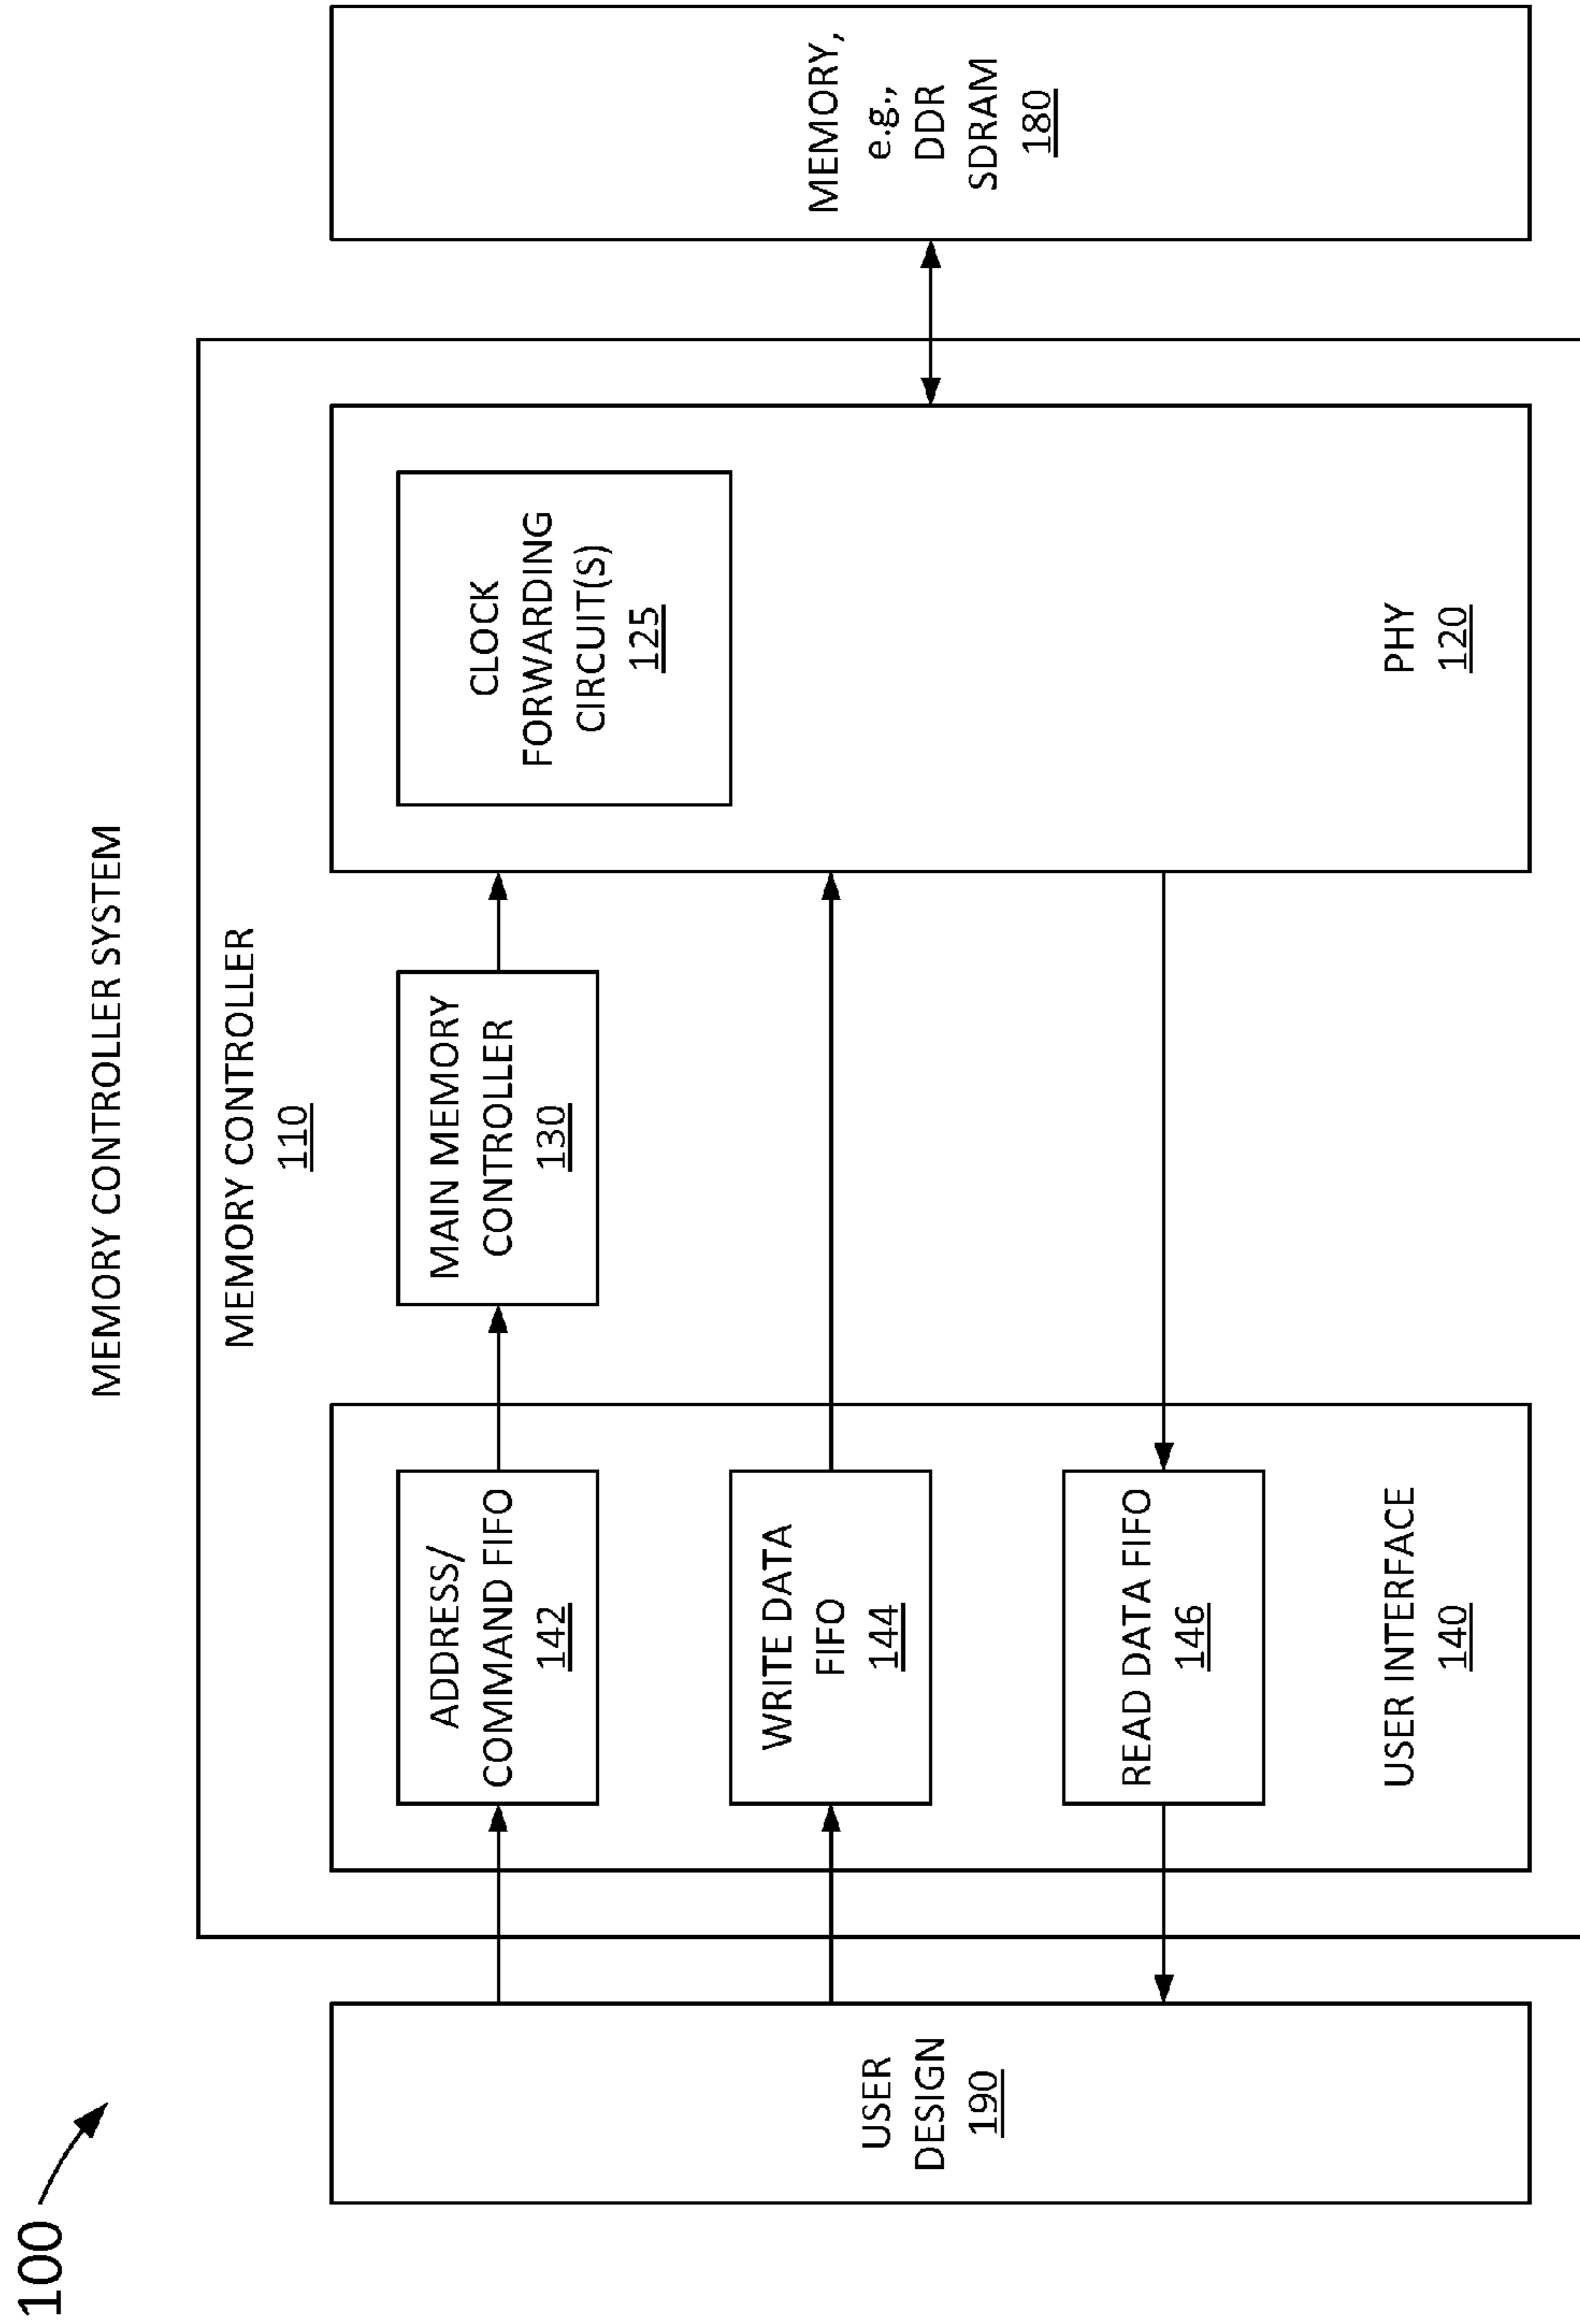 100
MEMORY CONTROLLER SYSTEM
MEMORY CONTROLLER
110
USER
DESIGN
190
ADDRESS/
COMMAND FIFO
142
WRITE DATA
FIFO
144
READ DATA FIFO
146
USER INTERFACE
140
MAIN MEMORY
CONTROLLER
130
CLOCK
FORWARDING
CIRCUIT(S)
125
PHY
120
MEMORY,
e.g.,
DDR
SDRAM
180